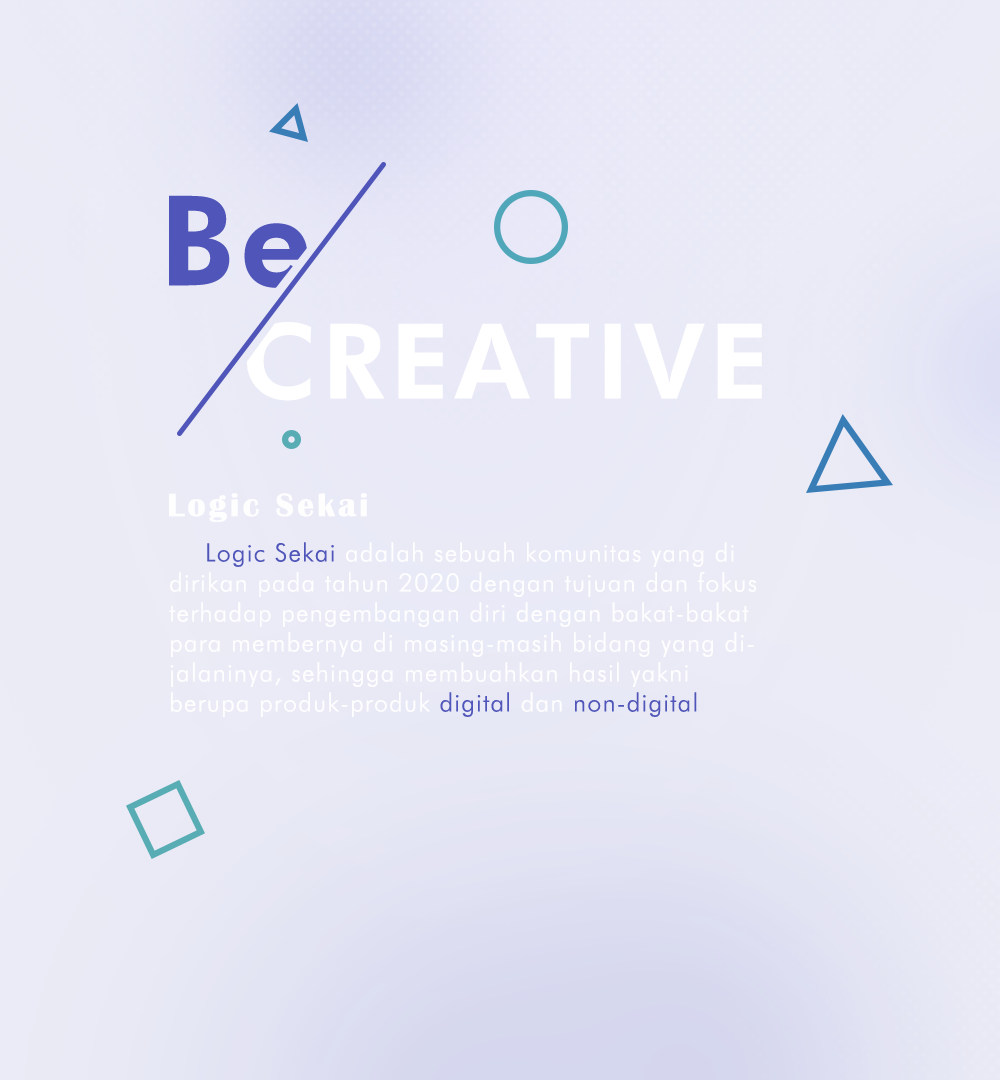 Be
CREATIVE
Logic Sekai
Logic Sekai adalah sebuah komunitas yang di
dirikan pada tahun 2020 dengan tujuan dan fokus
terhadap pengembangan diri dengan bakat-bakat
para membernya di masing-masih bidang yang di-
jalaninya, sehingga membuahkan hasil yakni
berupa produk-produk digital dan non-digital